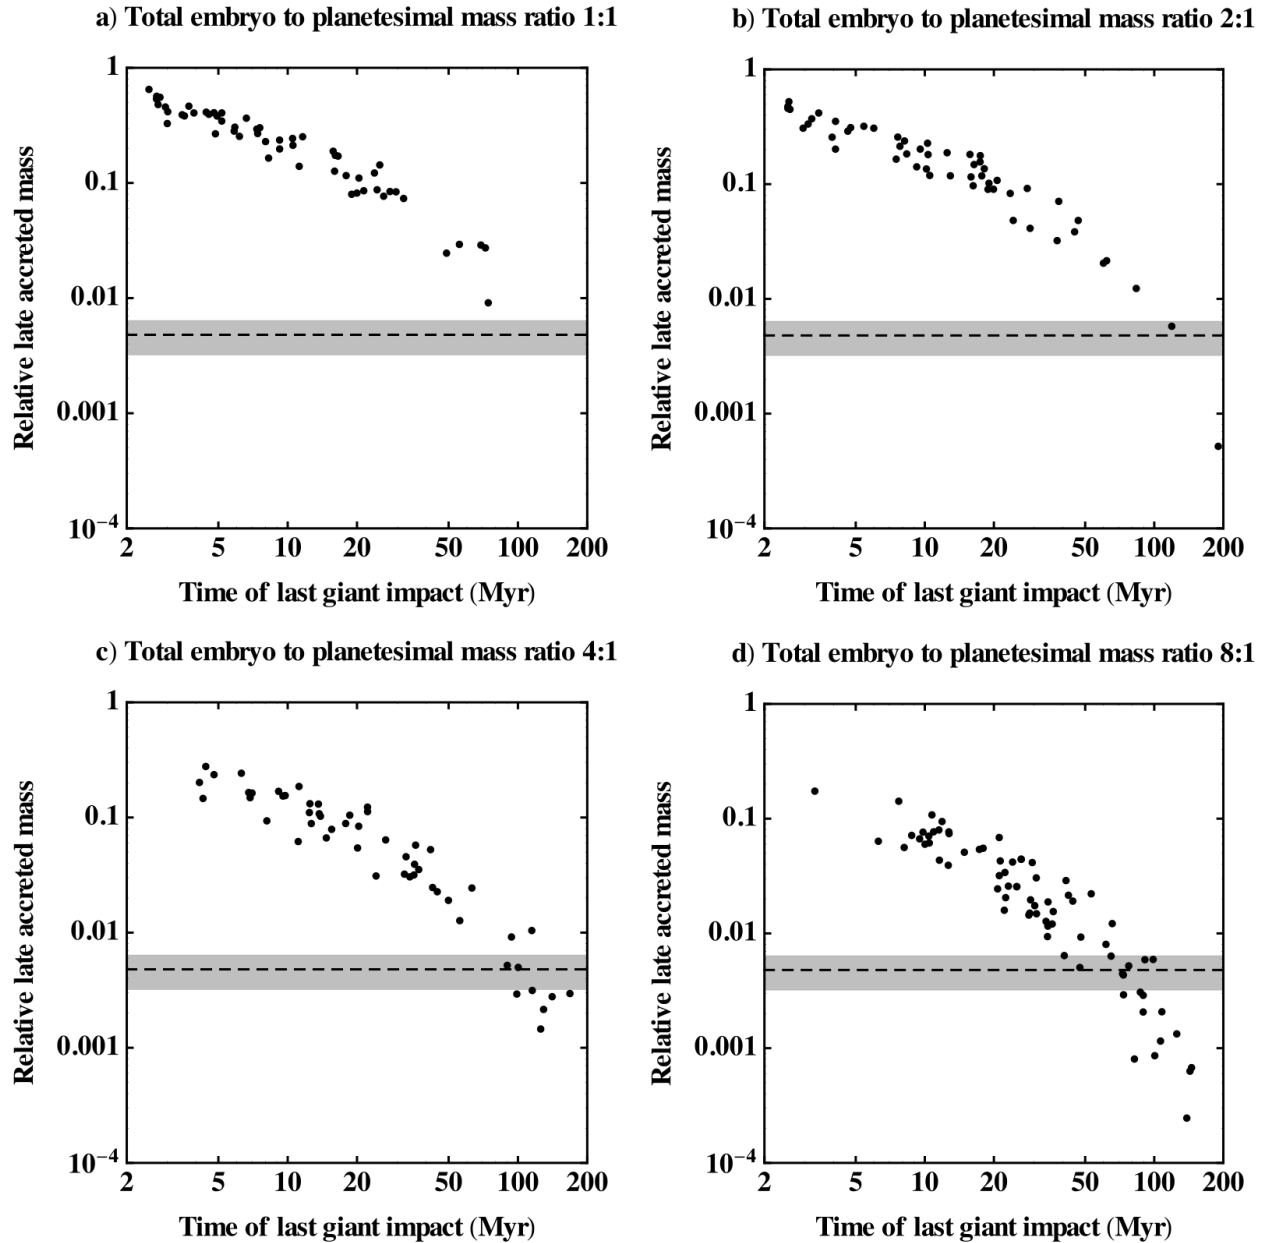 a) Total embryo to planetesimal mass ratio 1:1
1
0.1
0.01
0.001
10⁻⁴
2 5 10 20 50 100 200
Relative late accreted mass
Time of last giant impact (Myr)
b) Total embryo to planetesimal mass ratio 2:1
1
0.1
0.01
0.001
10⁻⁴
2 5 10 20 50 100 200
Relative late accreted mass
Time of last giant impact (Myr)
c) Total embryo to planetesimal mass ratio 4:1
1
0.1
0.01
0.001
10⁻⁴
2 5 10 20 50 100 200
Relative late accreted mass
Time of last giant impact (Myr)
d) Total embryo to planetesimal mass ratio 8:1
1
0.1
0.01
0.001
10⁻⁴
2 5 10 20 50 100 200
Relative late accreted mass
Time of last giant impact (Myr)